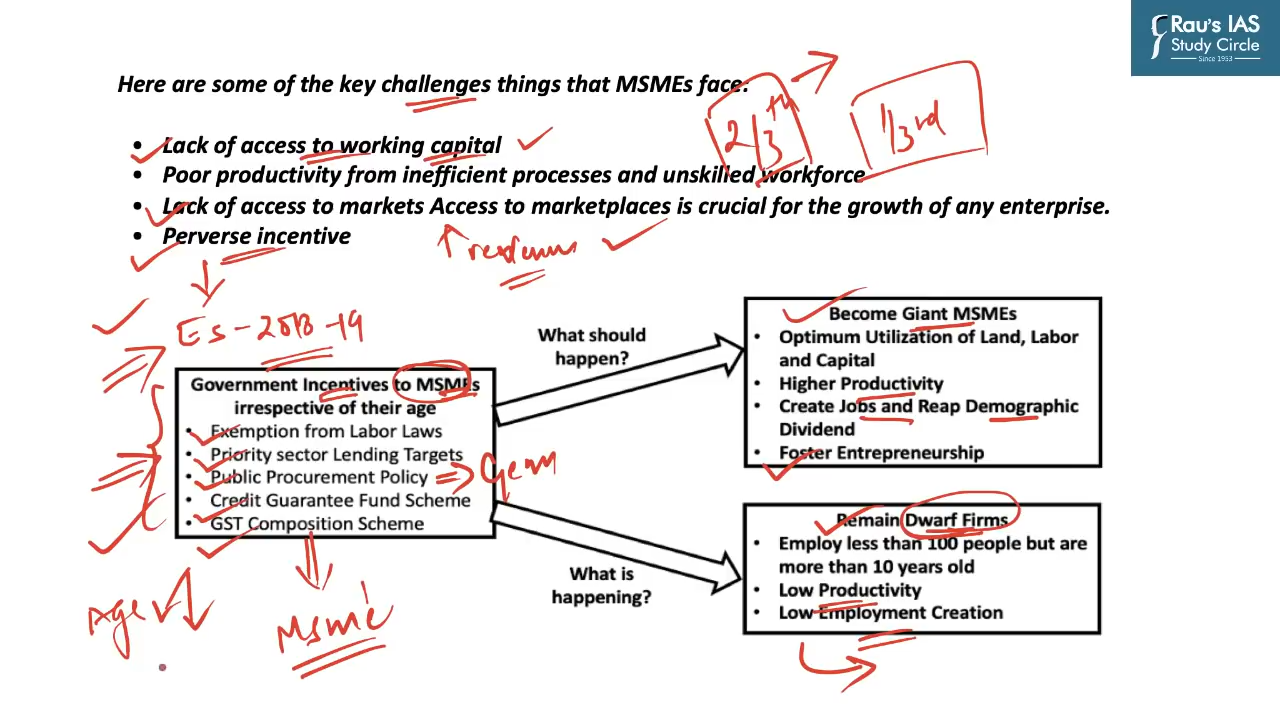 Rau's IAS
Study Circle
Since 1953
Here are some of the key challenges things that MSMEs face:
2/3th
1/3rd
• Lack of access to working capital
• Poor productivity from inefficient processes and unskilled workforce
• Lack of access to markets Access to marketplaces is crucial for the growth of any enterprise.
• Perverse incentive
ES-2018-19
What should
happen?
Government Incentives to MSMEs
irrespective of their age
• Exemption from Labor Laws
• Priority sector Lending Targets
• Public Procurement Policy
• Credit Guarantee Fund Scheme
• GST Composition Scheme
Gem
Become Giant MSMEs
• Optimum Utilization of Land, Labor
and Capital
• Higher Productivity
• Create Jobs and Reap Demographic
Dividend
• Foster Entrepreneurship
What is
happening?
Remain Dwarf Firms
• Employ less than 100 people but are
more than 10 years old
• Low Productivity
• Low Employment Creation
Age
MSME